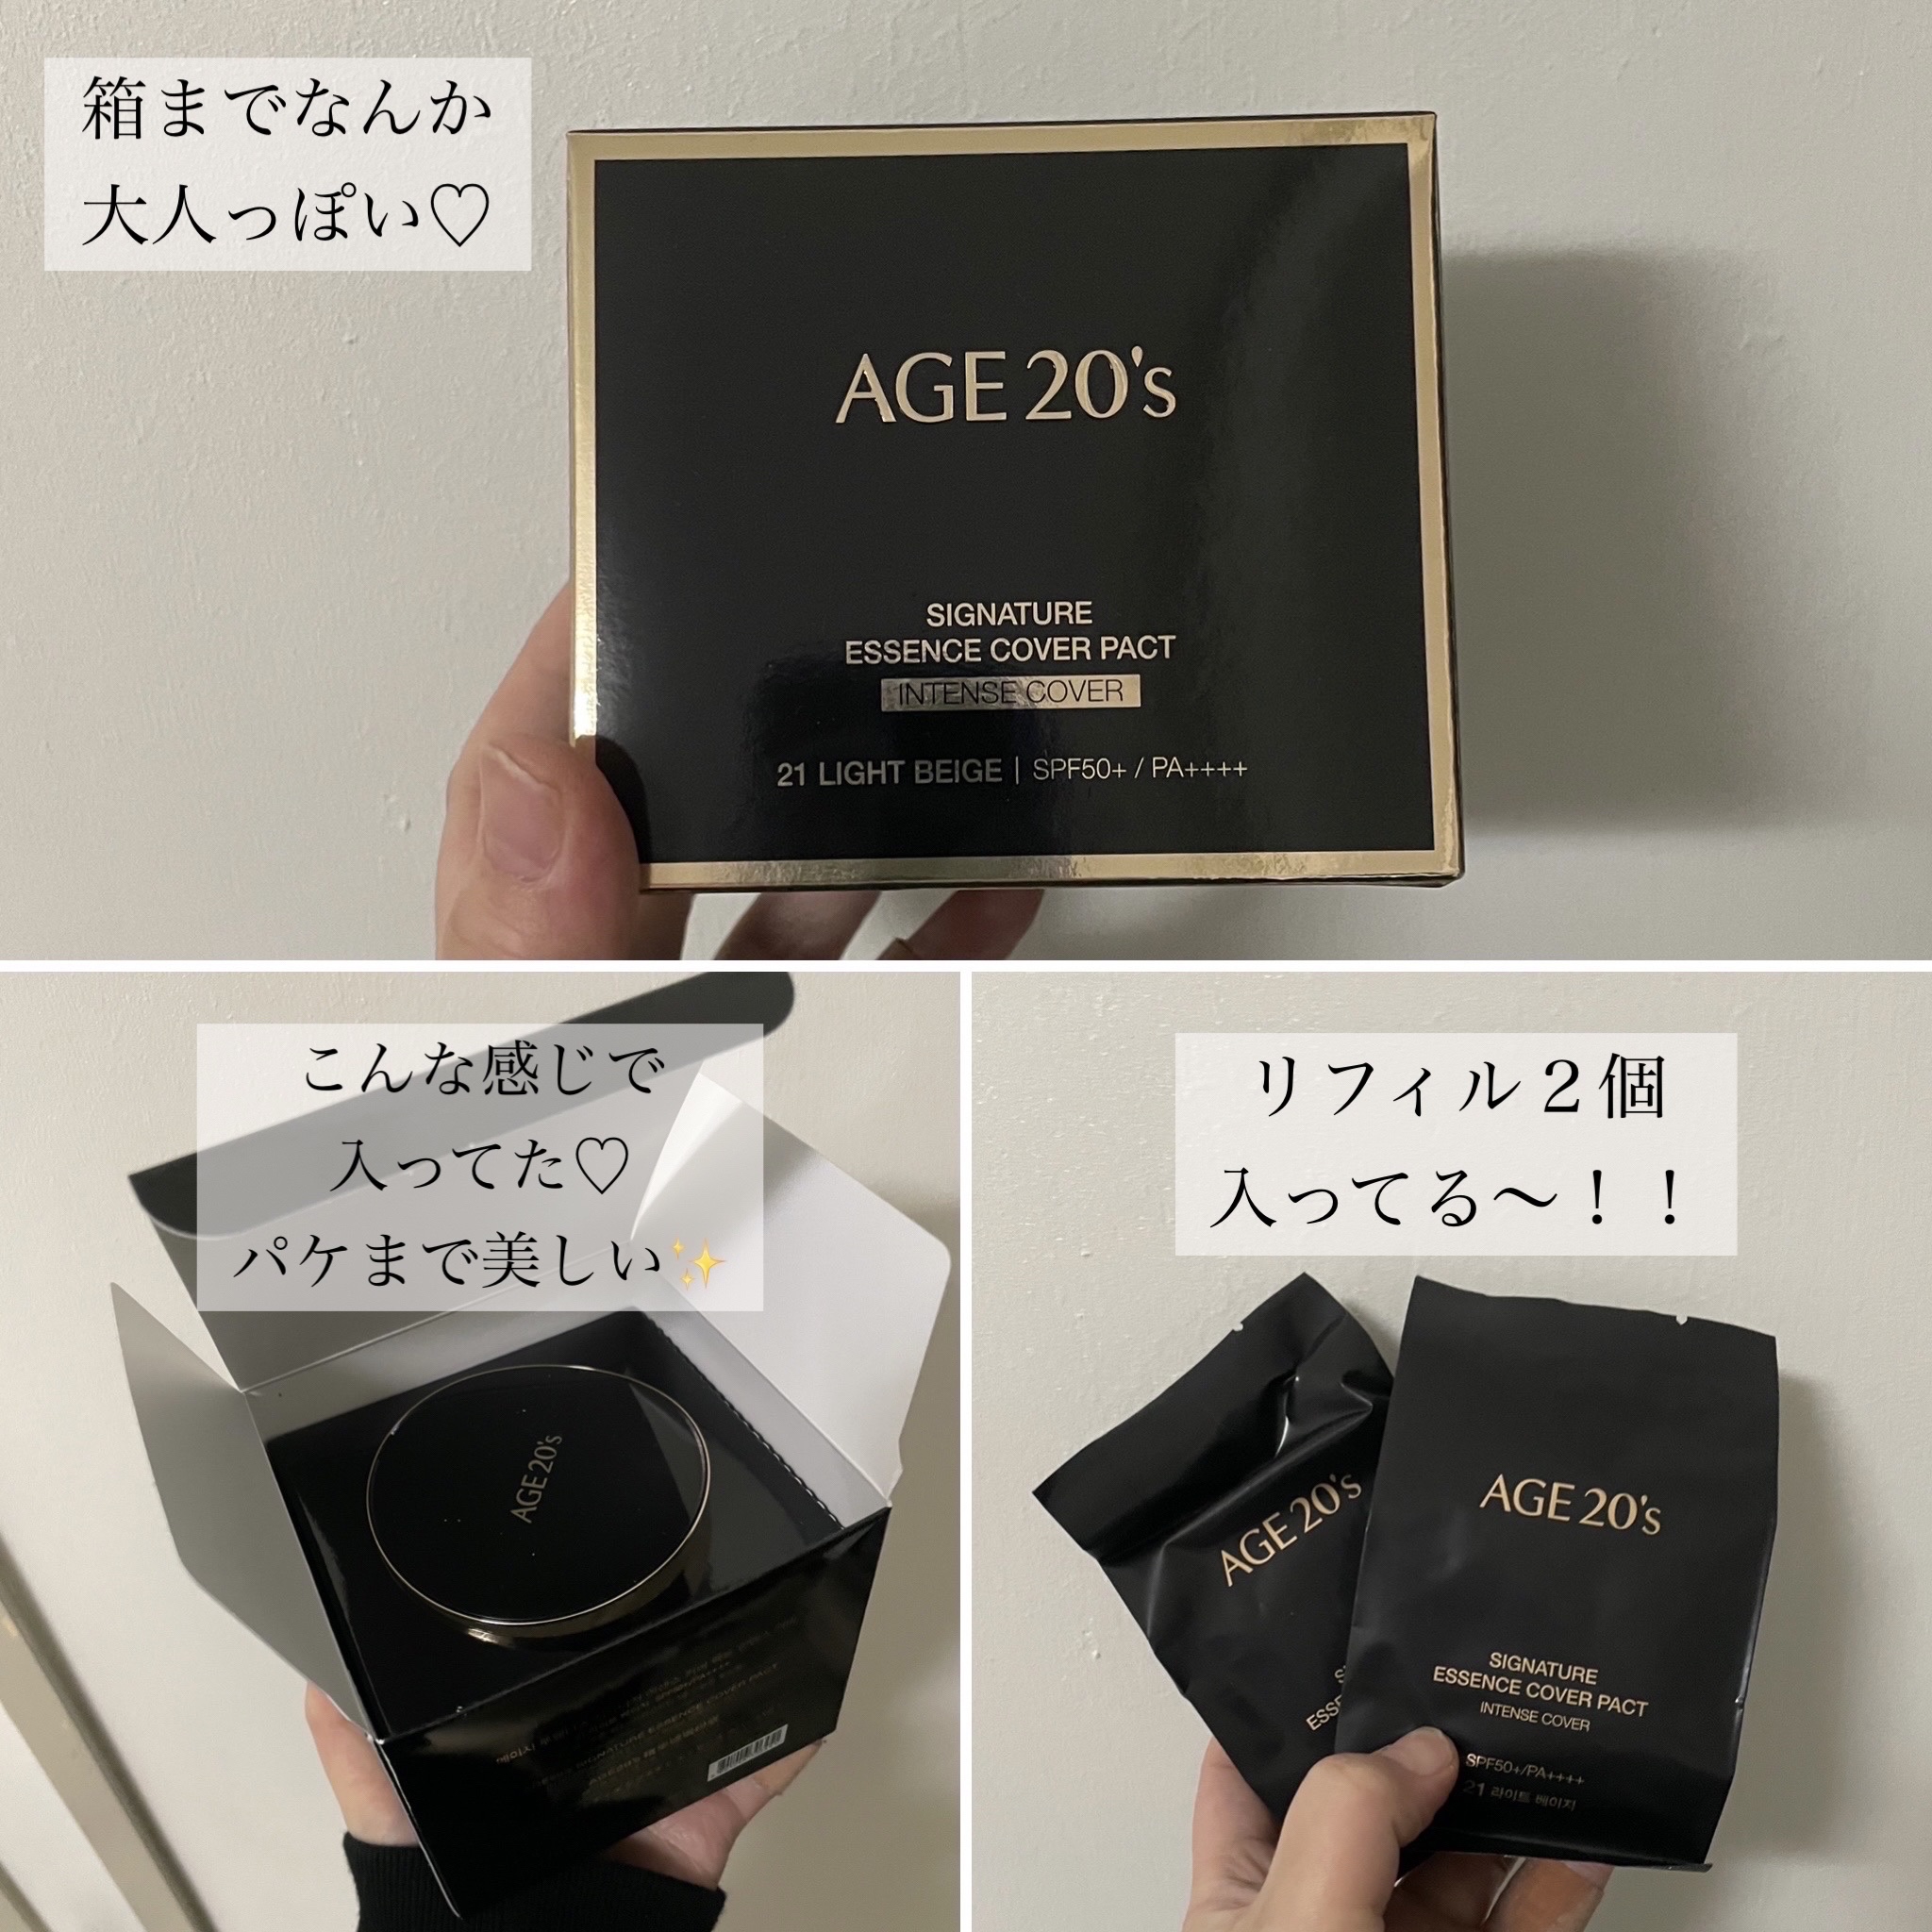 箱までなんか
大人っぽい♡
AGE 20's
SIGNATURE
ESSENCE COVER PACT
INTENSE COVER
21 LIGHT BEIGE | SPF50+ / PA++++
こんな感じで
入ってた♡
パケまで美しい✨
AGE 20's
リフィル２個
入ってる〜！！
AGE 20's
AGE 20's
SIGNATURE
ESSENCE COVER PACT
INTENSE COVER
SPF50+/PA++++
21 라이트 베이지